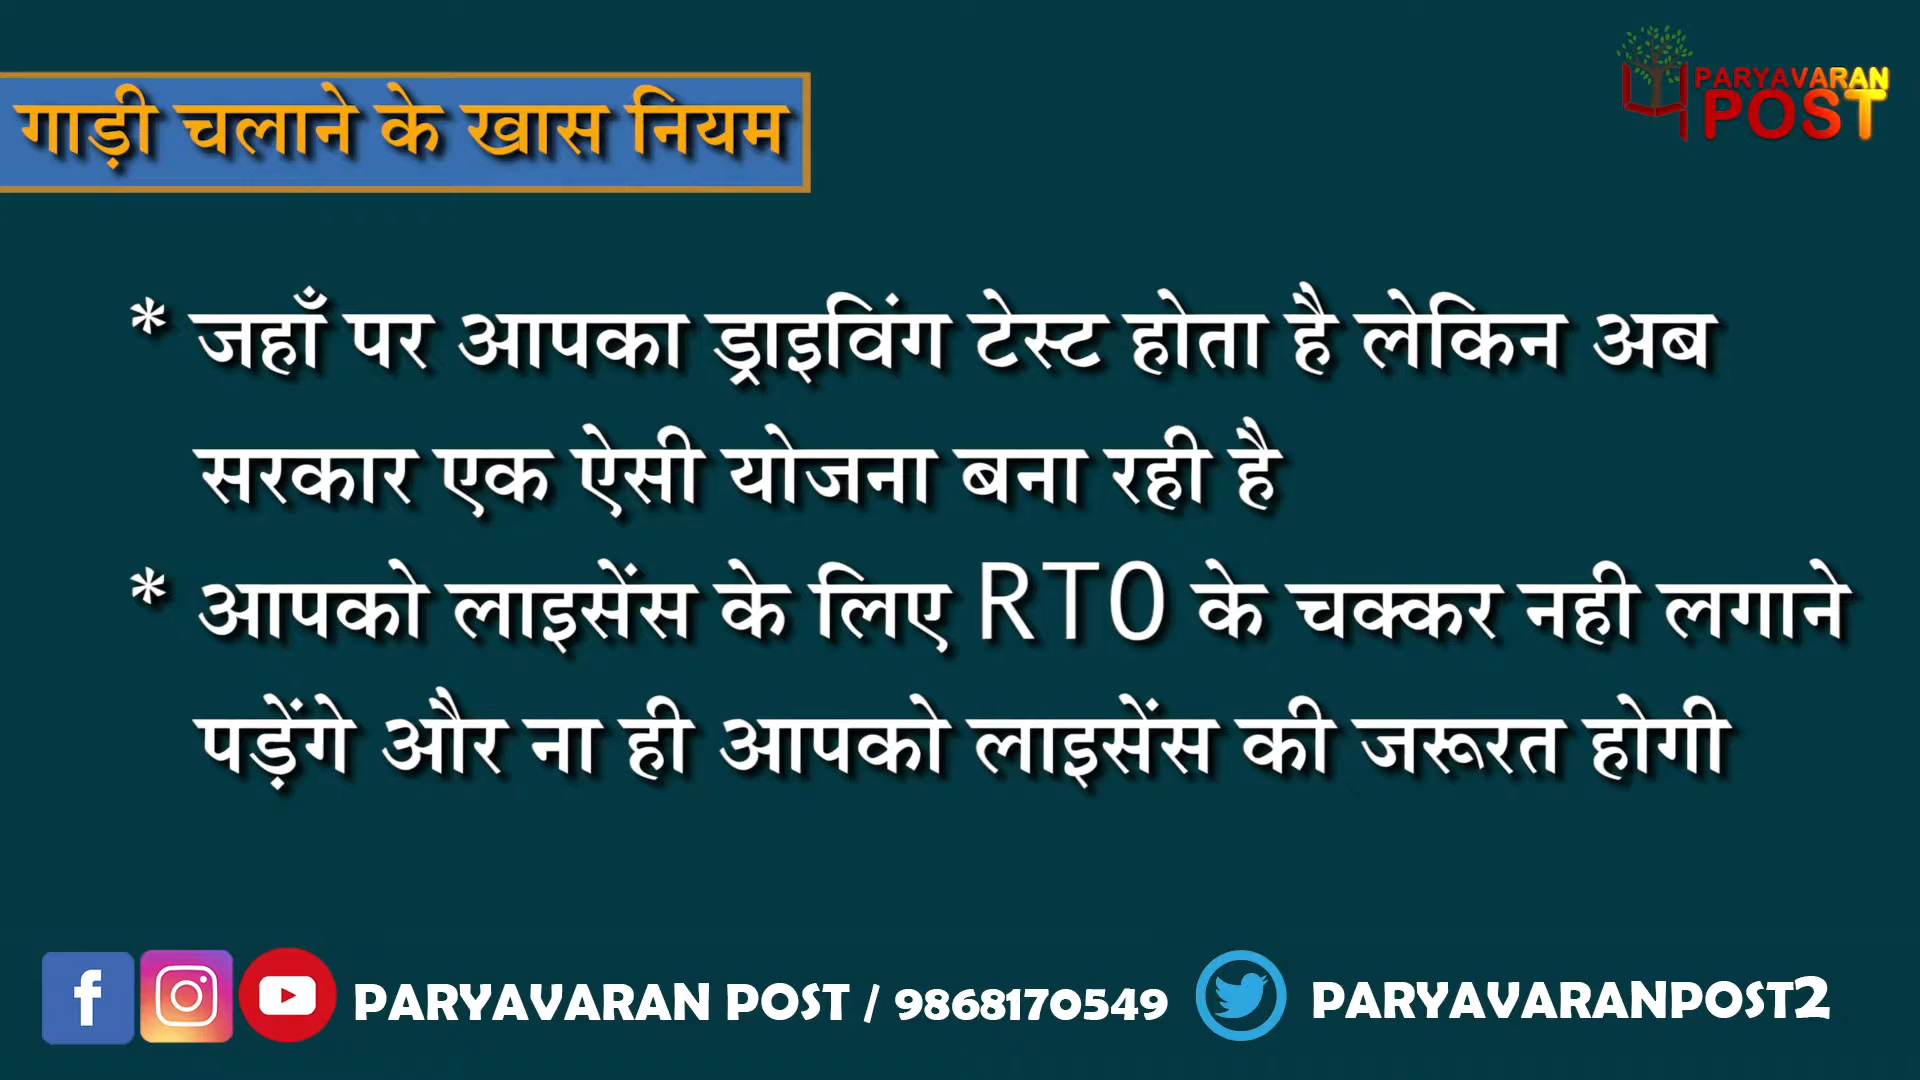 गाड़ी चलाने के खास नियम
PARYAVARAN
POST
* जहाँ पर आपका ड्राइविंग टेस्ट होता है लेकिन अब
सरकार एक ऐसी योजना बना रही है
* आपको लाइसेंस के लिए RTO के चक्कर नही लगाने
पड़ेंगे और ना ही आपको लाइसेंस की जरूरत होगी
PARYAVARAN POST / 9868170549 PARYAVARANPOST2